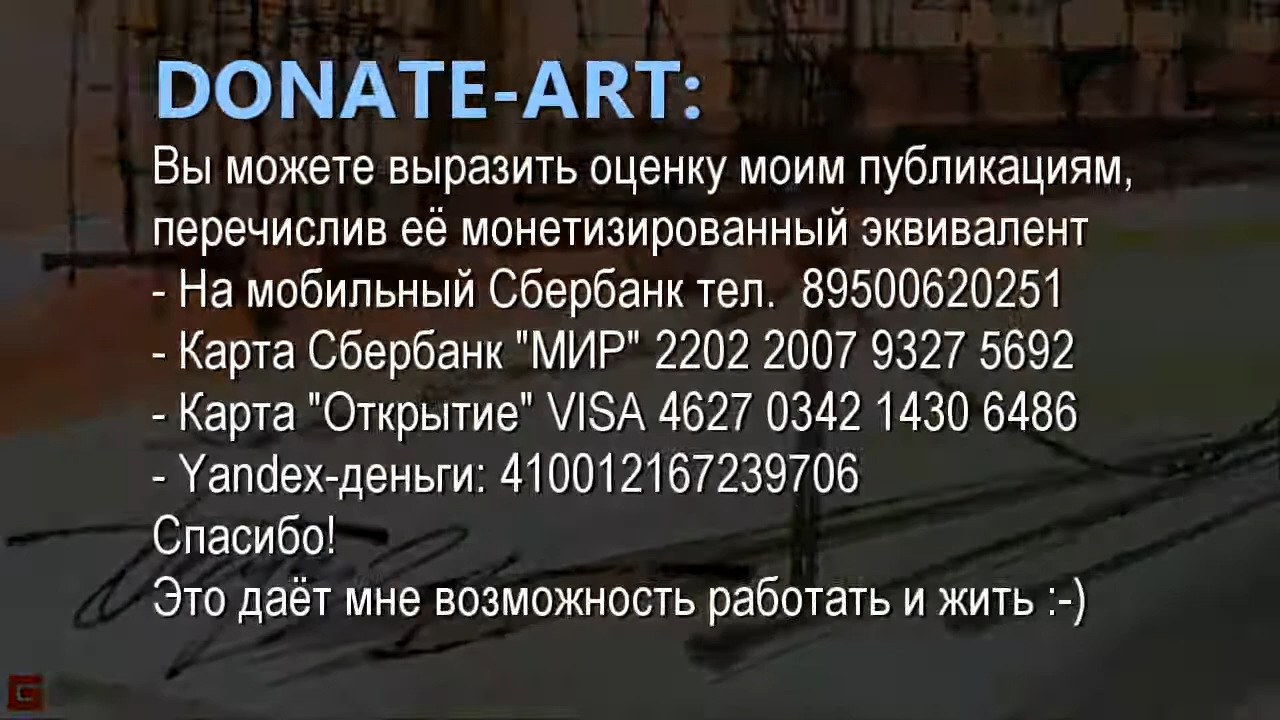 DONATE-ART:
Вы можете выразить оценку моим публикациям,
перечислив её монетизированный эквивалент
- На мобильный Сбербанк тел. 89500620251
- Карта Сбербанк "МИР" 2202 2007 9327 5692
- Карта "Открытие" VISA 4627 0342 1430 6486
- Yandex-деньги: 410012167239706
Спасибо!
Это даёт мне возможность работать и жить :-)
G